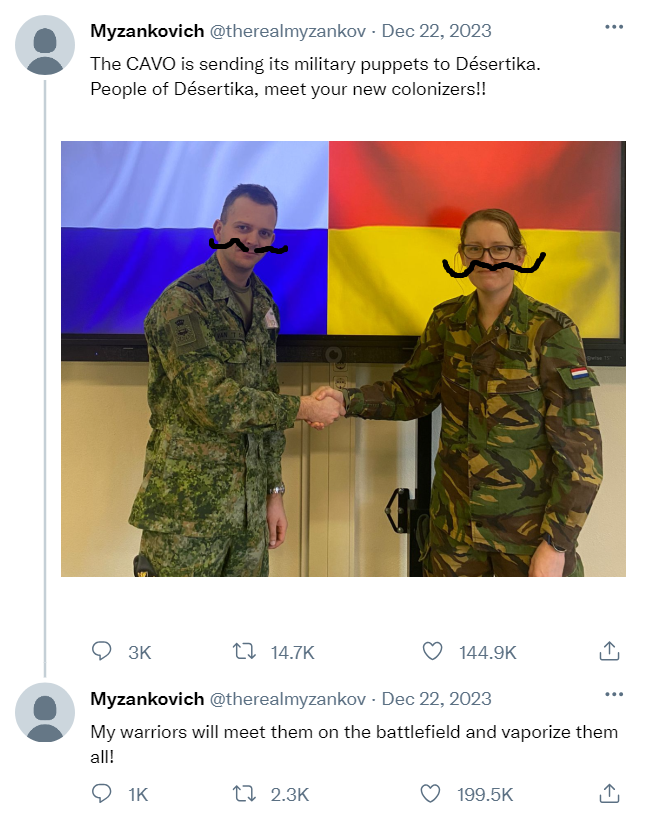 Myzankovich @therealmyzankov · Dec 22, 2023
The CAVO is sending its military puppets to Désertika.
People of Désertika, meet your new colonizers!!
3K 14.7K 144.9K
Myzankovich @therealmyzankov · Dec 22, 2023
My warriors will meet them on the battlefield and vaporize them
all!
1K 2.3K 199.5K